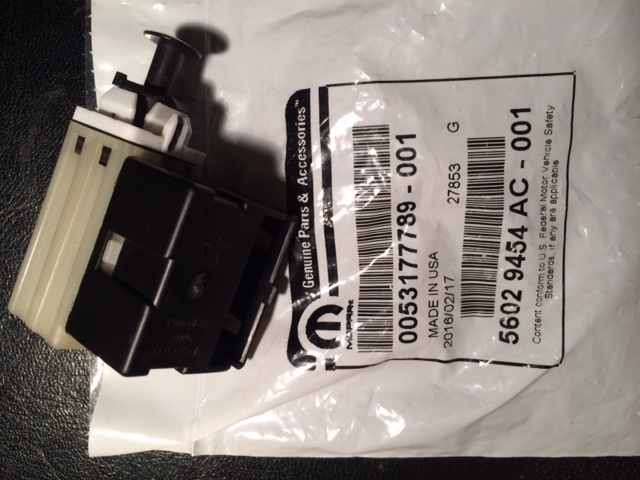 Genuine Parts & Accessories™
MOPAR®
0053177789 - 001
MADE IN USA
2016/02/17 27853 G
5602 9454 AC - 001
Content conform to U.S. Federal Motor Vehicle Safety
Standards, if any are applicable